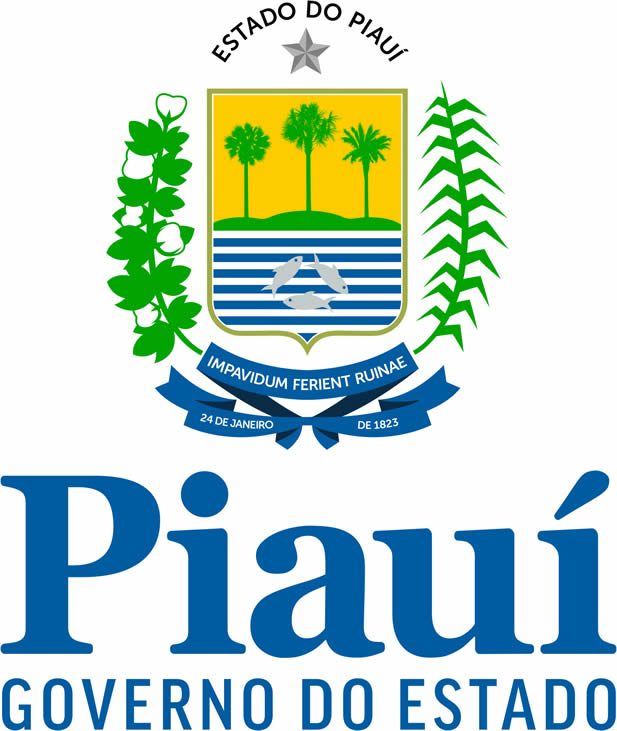 ESTADO DO PIAUÍ
IMPAVIDUM FERIENT RUINAE
24 DE JANEIRO DE 1823
Piauí
GOVERNO DO ESTADO